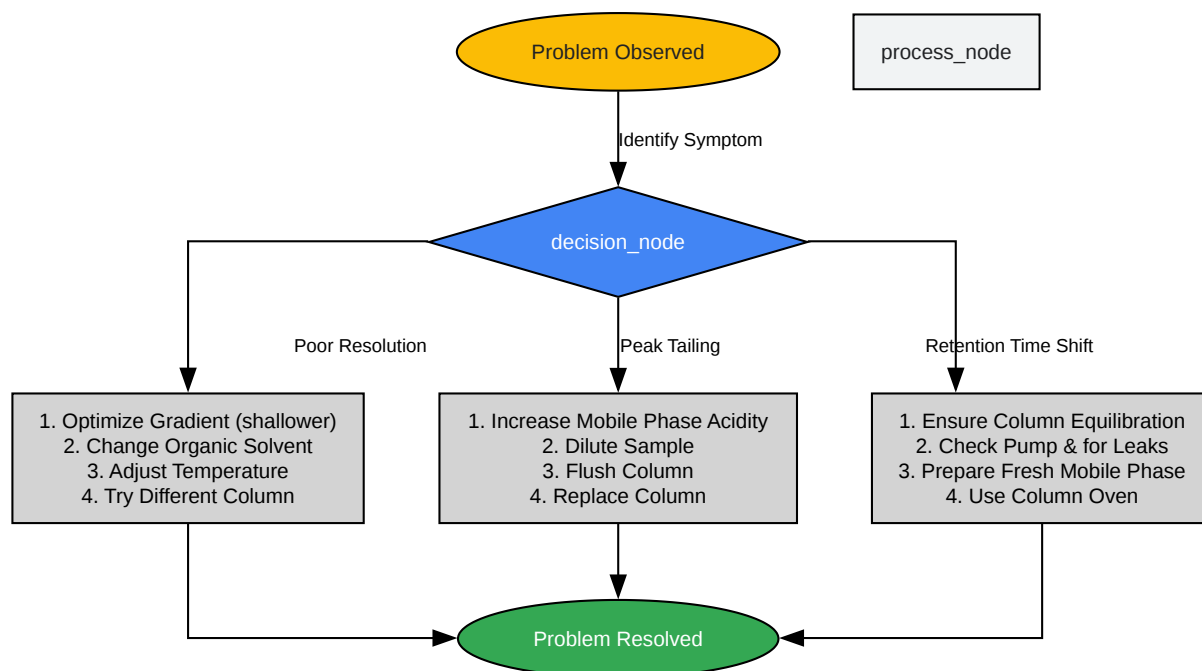 Problem Observed
process_node
Identify Symptom
decision_node
Poor Resolution
Peak Tailing
Retention Time Shift
1. Optimize Gradient (shallower)
2. Change Organic Solvent
3. Adjust Temperature
4. Try Different Column
1. Increase Mobile Phase Acidity
2. Dilute Sample
3. Flush Column
4. Replace Column
1. Ensure Column Equilibration
2. Check Pump & for Leaks
3. Prepare Fresh Mobile Phase
4. Use Column Oven
Problem Resolved